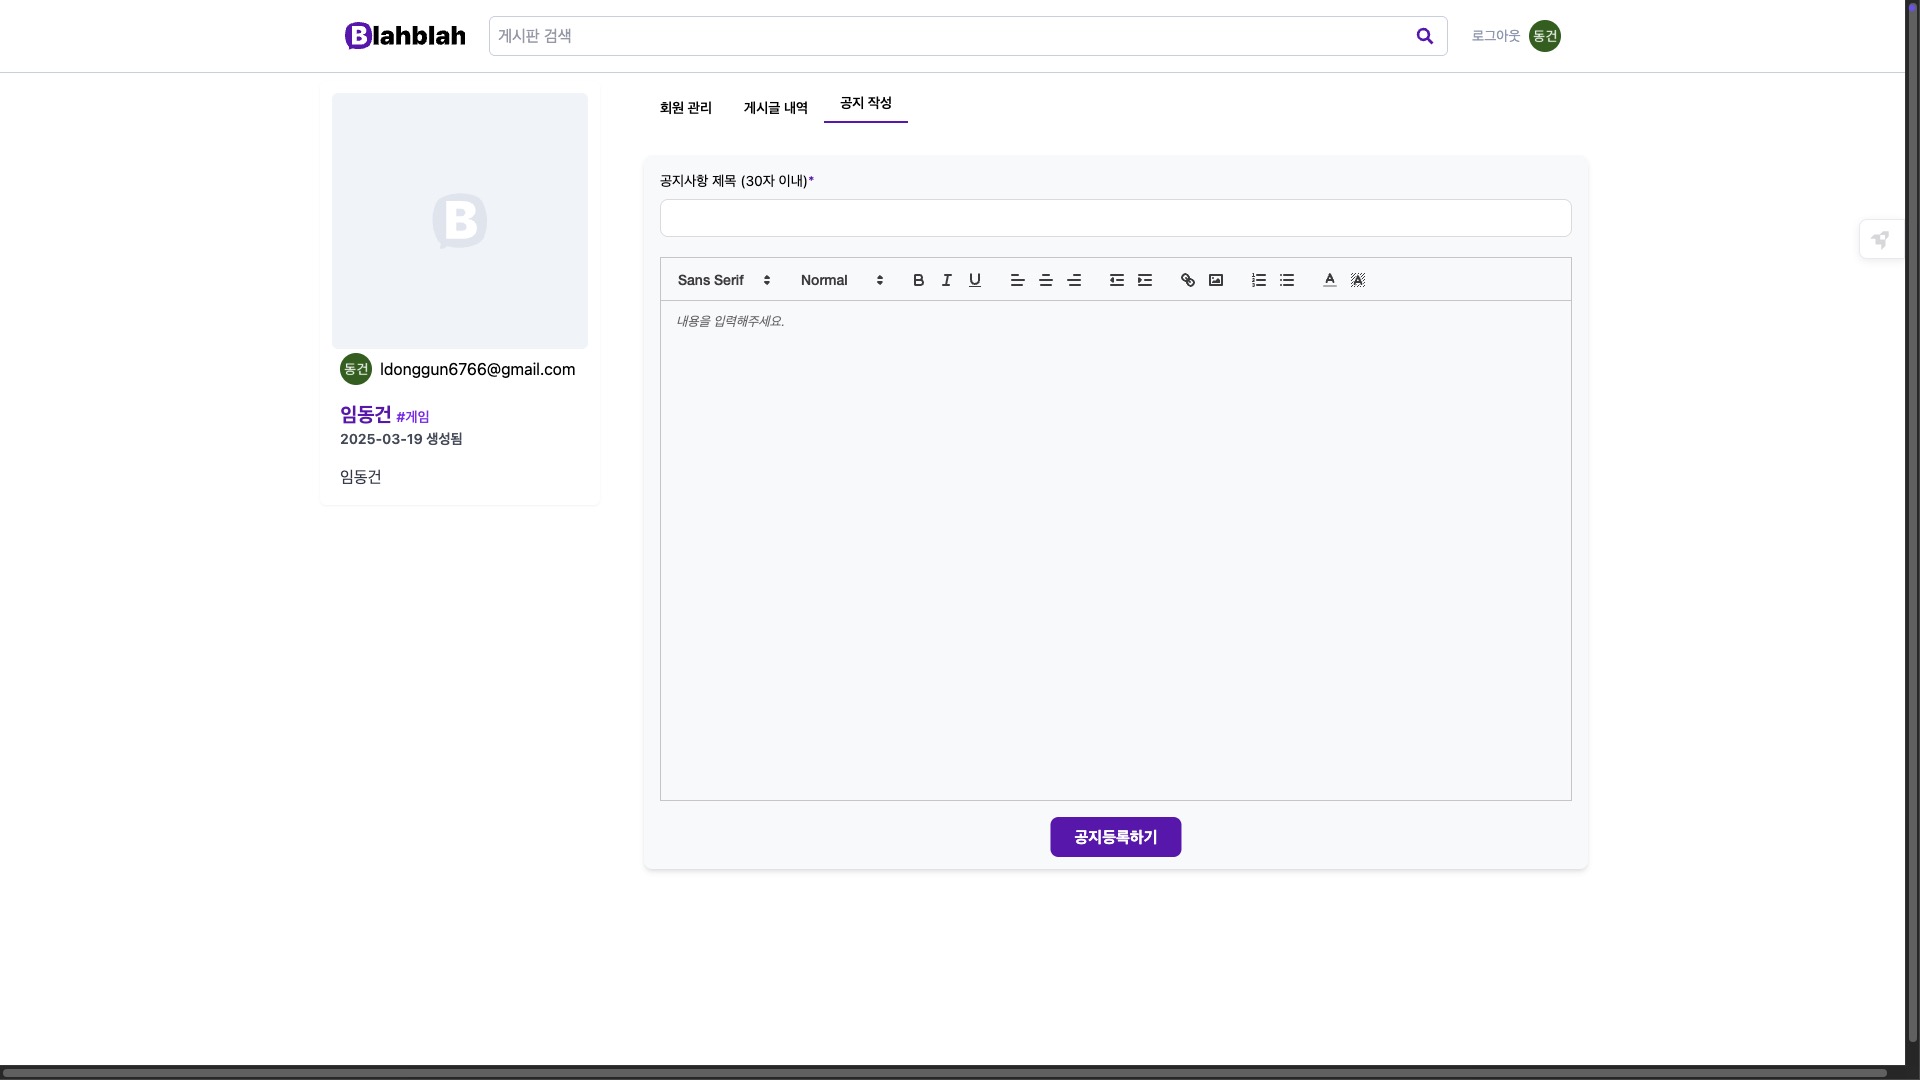 Blahblah
게시판 검색
로그아웃 동건
회원 관리 게시글 내역 공지 작성
공지사항 제목 (30자 이내)*
Sans Serif Normal
내용을 입력해주세요.
공지등록하기
동건 ldonggun6766@gmail.com
임동건 #게임
2025-03-19 생성됨
임동건